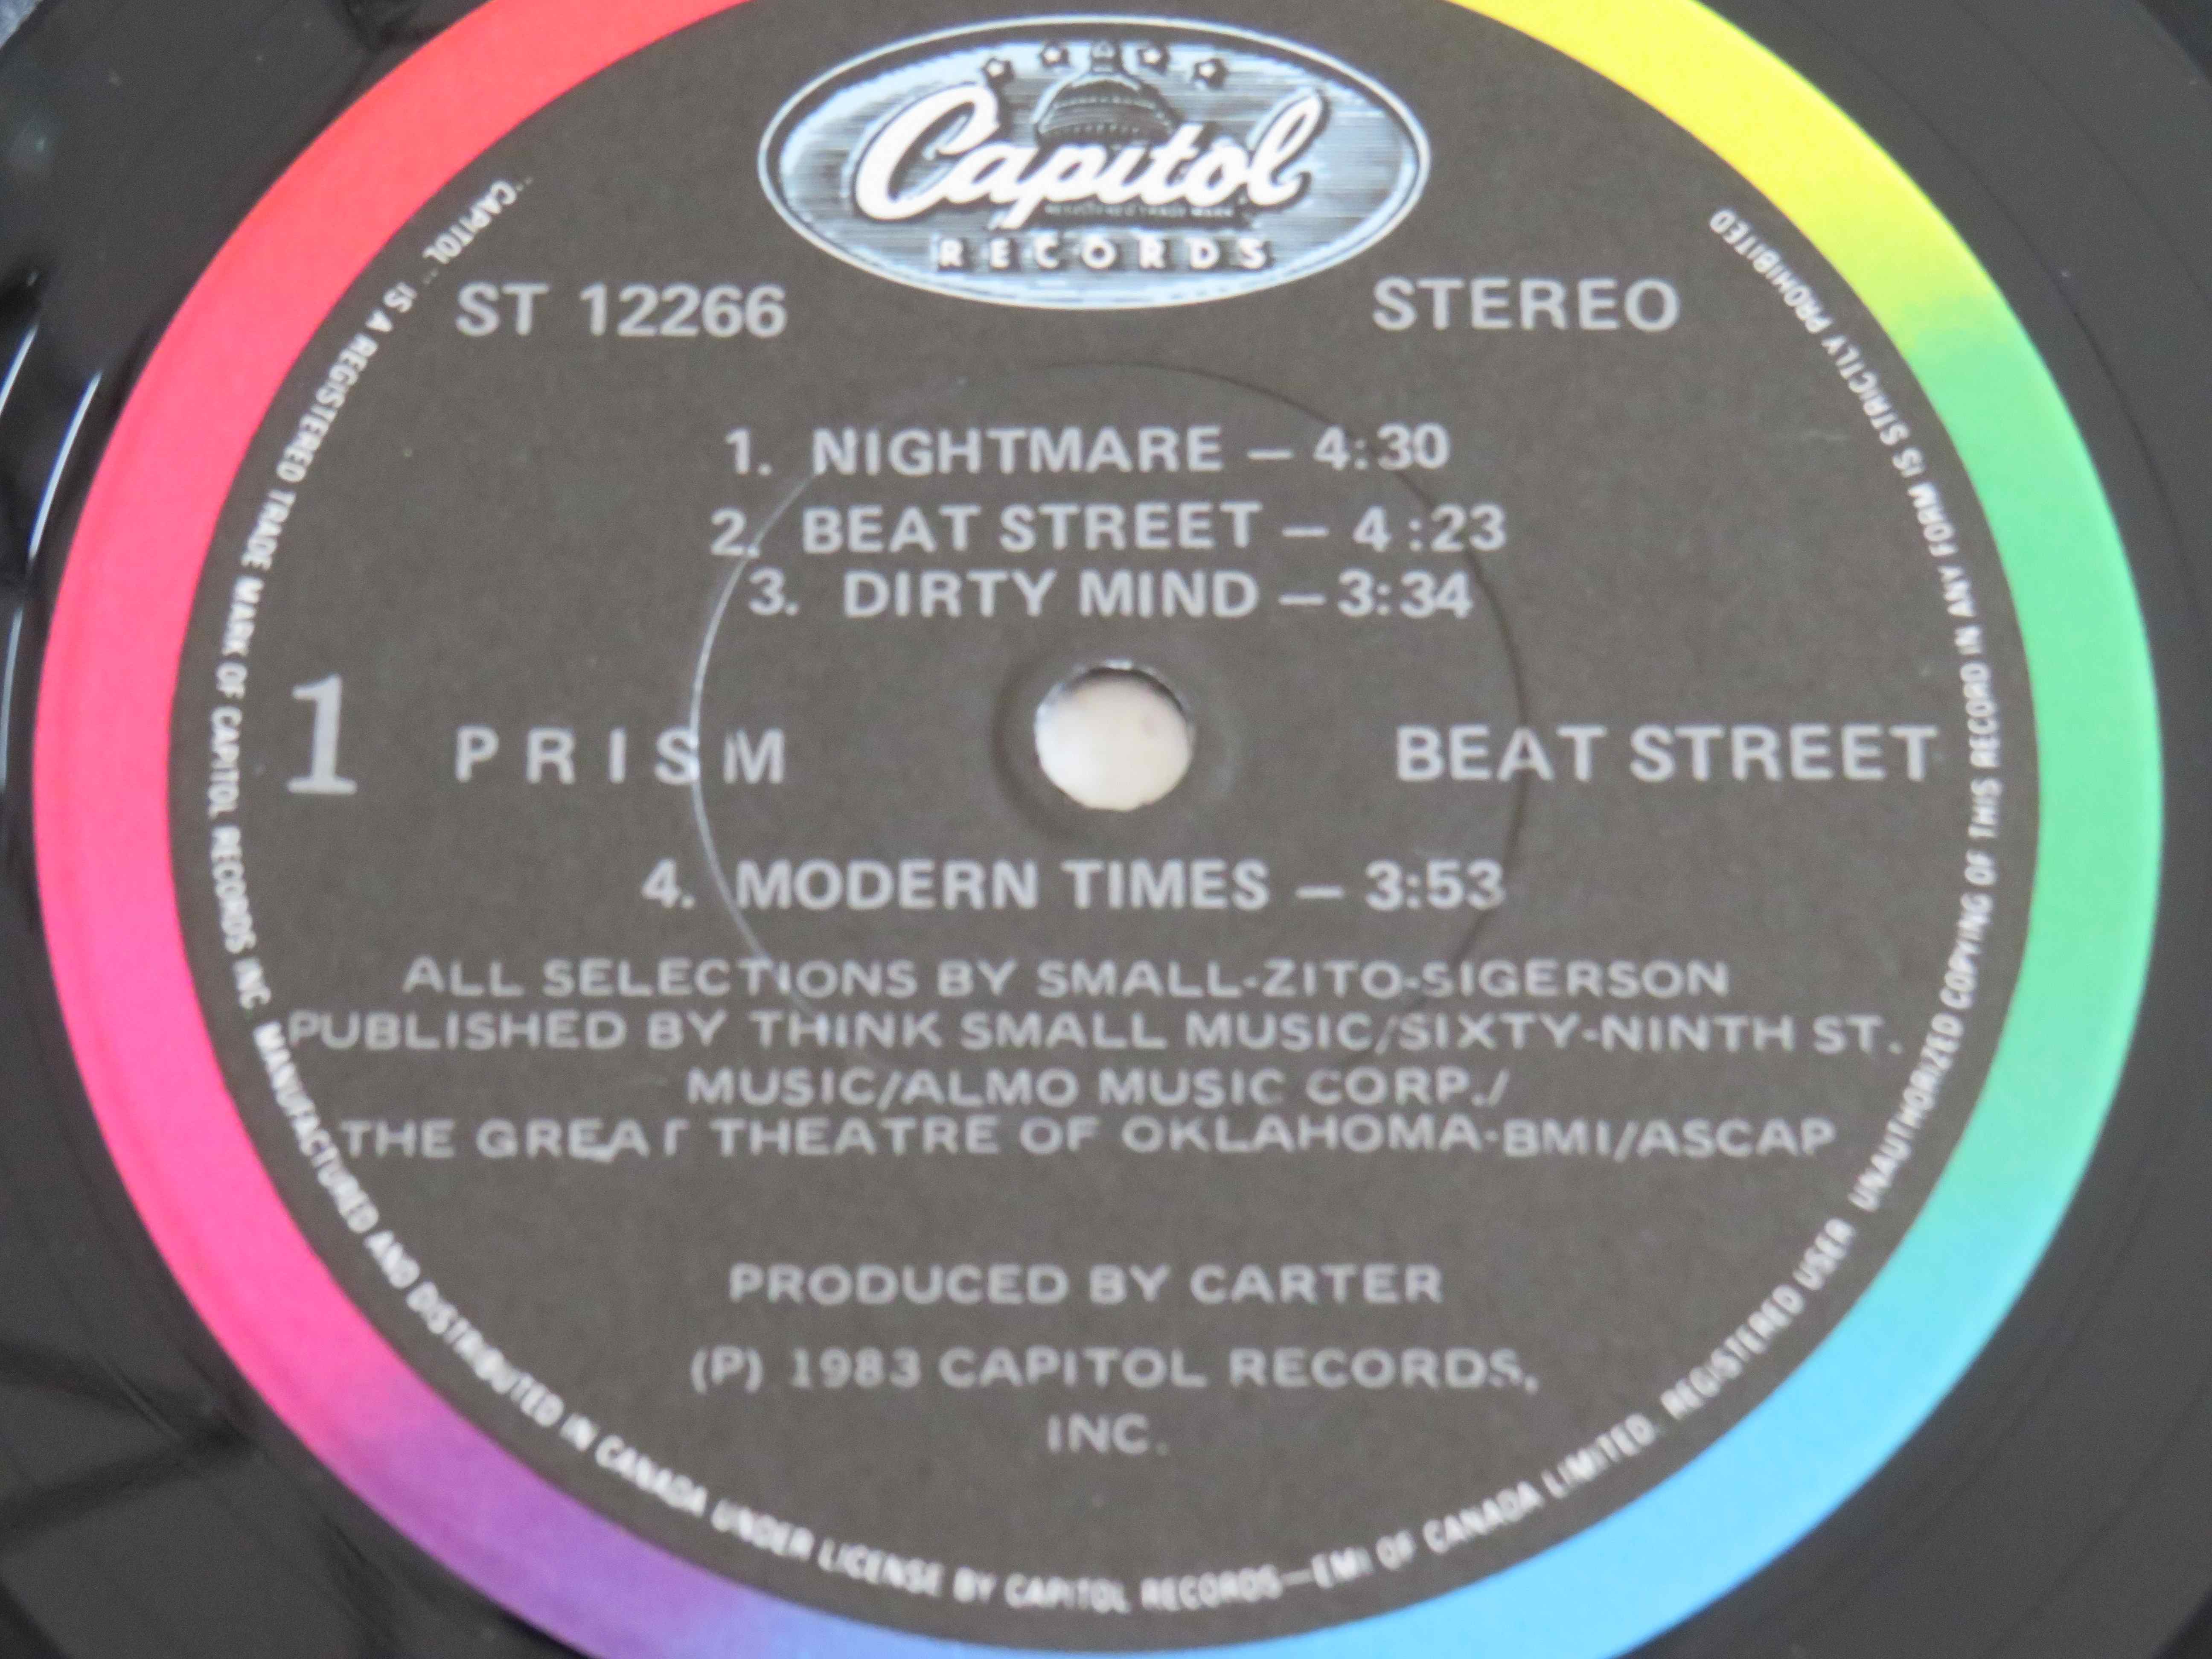 Capitol
RECORDS
ST 12266 STEREO
1. NIGHTMARE — 4:30
2. BEAT STREET — 4:23
3. DIRTY MIND — 3:34
1 PRISM BEAT STREET
4. MODERN TIMES — 3:53
ALL SELECTIONS BY SMALL-ZITO-SIGERSON
PUBLISHED BY THINK SMALL MUSIC/SIXTY-NINTH ST.
MUSIC/ALMO MUSIC CORP./
THE GREAT THEATRE OF OKLAHOMA-BMI/ASCAP
PRODUCED BY CARTER
(P) 1983 CAPITOL RECORDS,
INC.
"CAPITOL" IS A REGISTERED TRADE MARK OF CAPITOL RECORDS INC. MANUFACTURED AND DISTRIBUTED IN CANADA UNDER LICENSE BY CAPITOL RECORDS—EMI OF CANADA LIMITED. REGISTERED USER UNAUTHORIZED COPYING OF THIS RECORD IN ANY FORM IS STRICTLY PROHIBITED